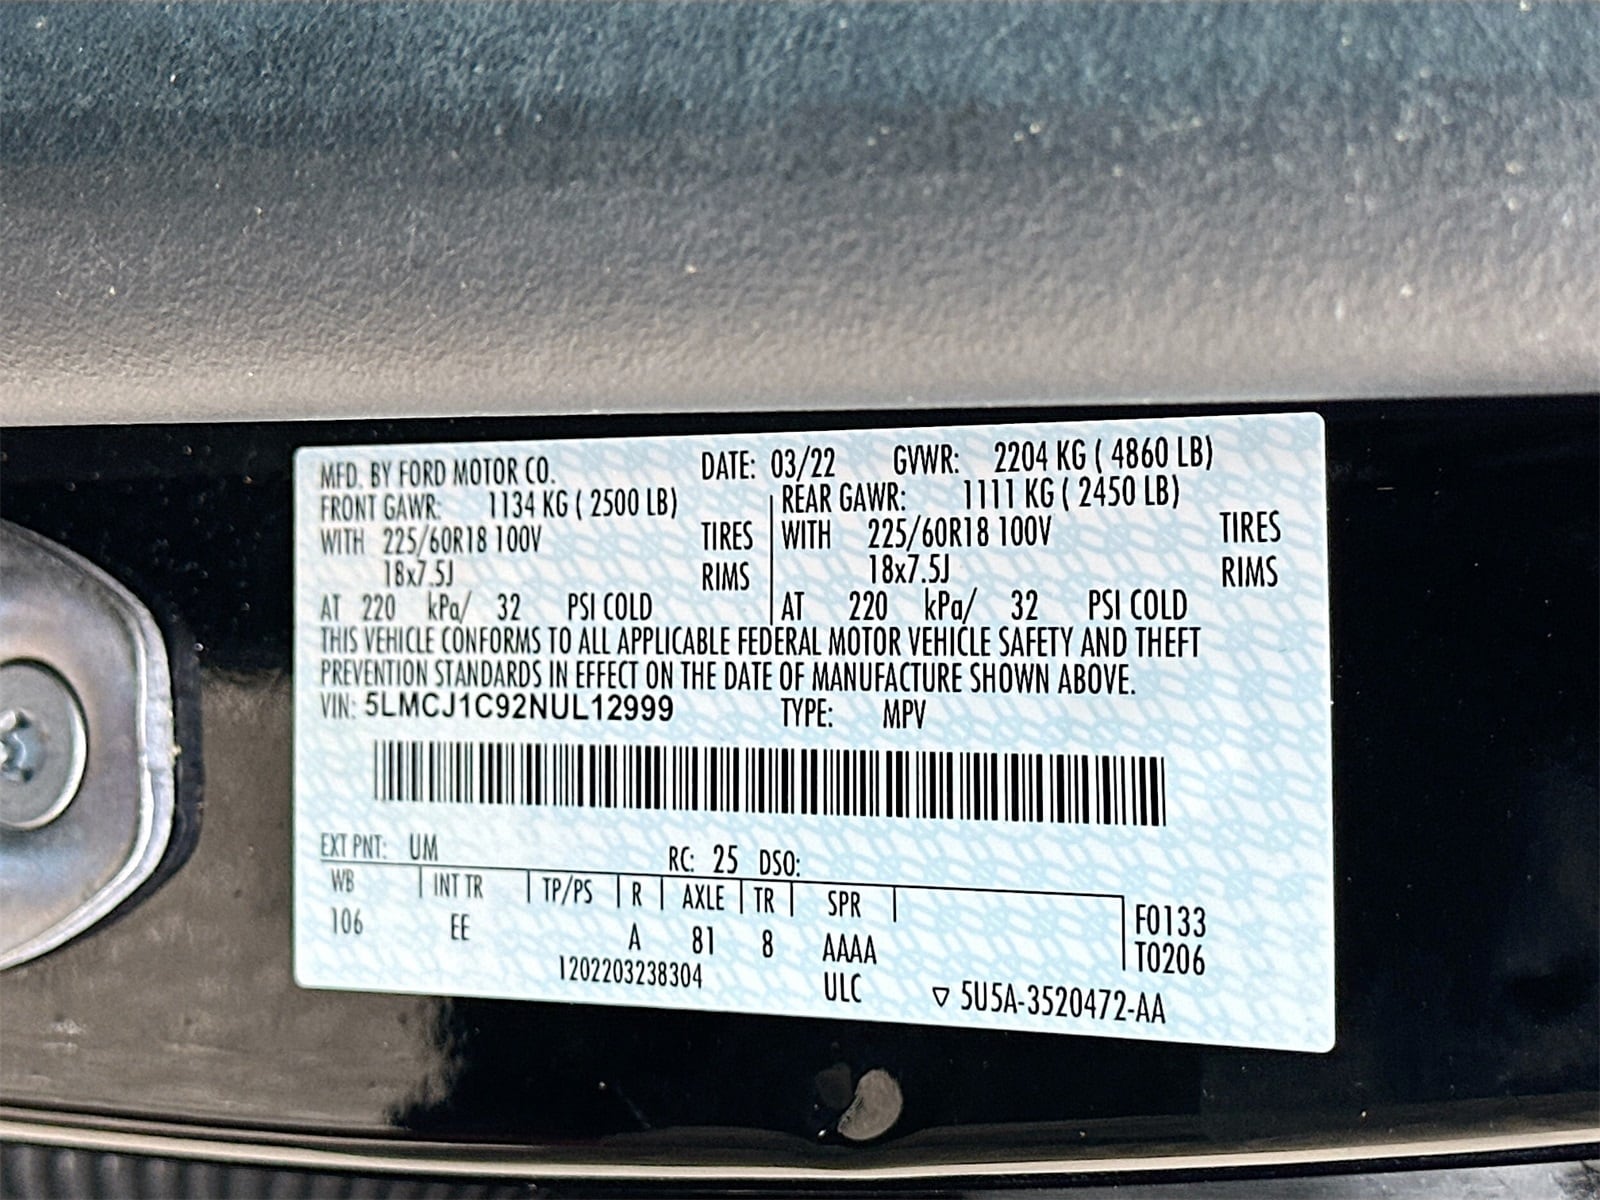 MFD. BY FORD MOTOR CO. DATE: 03/22 GVWR: 2204 KG ( 4860 LB)
FRONT GAWR: 1134 KG ( 2500 LB) REAR GAWR: 1111 KG ( 2450 LB)
WITH 225/60R18 100V TIRES WITH 225/60R18 100V TIRES
18x7.5J RIMS 18x7.5J RIMS
AT 220 kPa/ 32 PSI COLD AT 220 kPa/ 32 PSI COLD
THIS VEHICLE CONFORMS TO ALL APPLICABLE FEDERAL MOTOR VEHICLE SAFETY AND THEFT
PREVENTION STANDARDS IN EFFECT ON THE DATE OF MANUFACTURE SHOWN ABOVE.
VIN: 5LMCJ1C92NUL12999 TYPE: MPV
EXT PNT: UM RC: 25 DSO:
WB INT TR TP/PS R AXLE TR SPR F0133
106 EE A 81 8 AAAA T0206
1202203238304 ULC ▽ 5U5A-3520472-AA